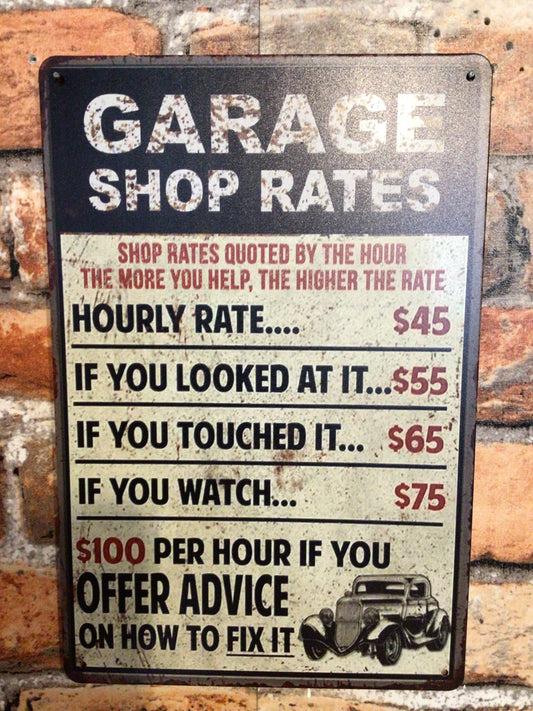 GARAGE
SHOP RATES
SHOP RATES QUOTED BY THE HOUR
THE MORE YOU HELP, THE HIGHER THE RATE
HOURLY RATE.... $45
IF YOU LOOKED AT IT...$55
IF YOU TOUCHED IT... $65
IF YOU WATCH... $75
$100 PER HOUR IF YOU
OFFER ADVICE
ON HOW TO FIX IT